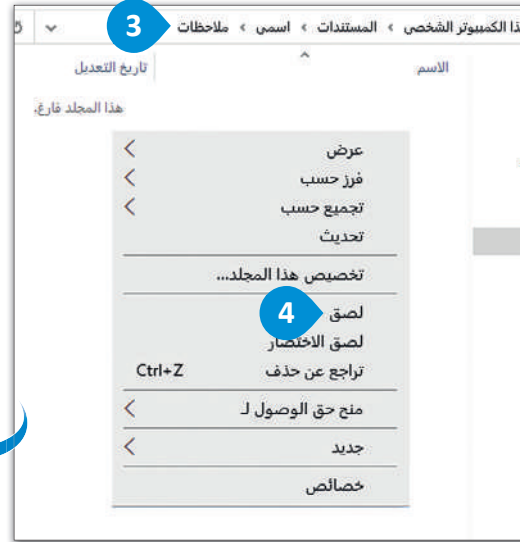 ذا الكمبيوتر الشخصي › المستندات › اسمي › ملاحظات 3
الاسم تاريخ التعديل
هذا المجلد فارغ.
عرض
فرز حسب
تجميع حسب
تحديث
تخصيص هذا المجلد...
لصق 4
لصق الاختصار
تراجع عن حذف Ctrl+Z
منح حق الوصول لـ
جديد
خصائص